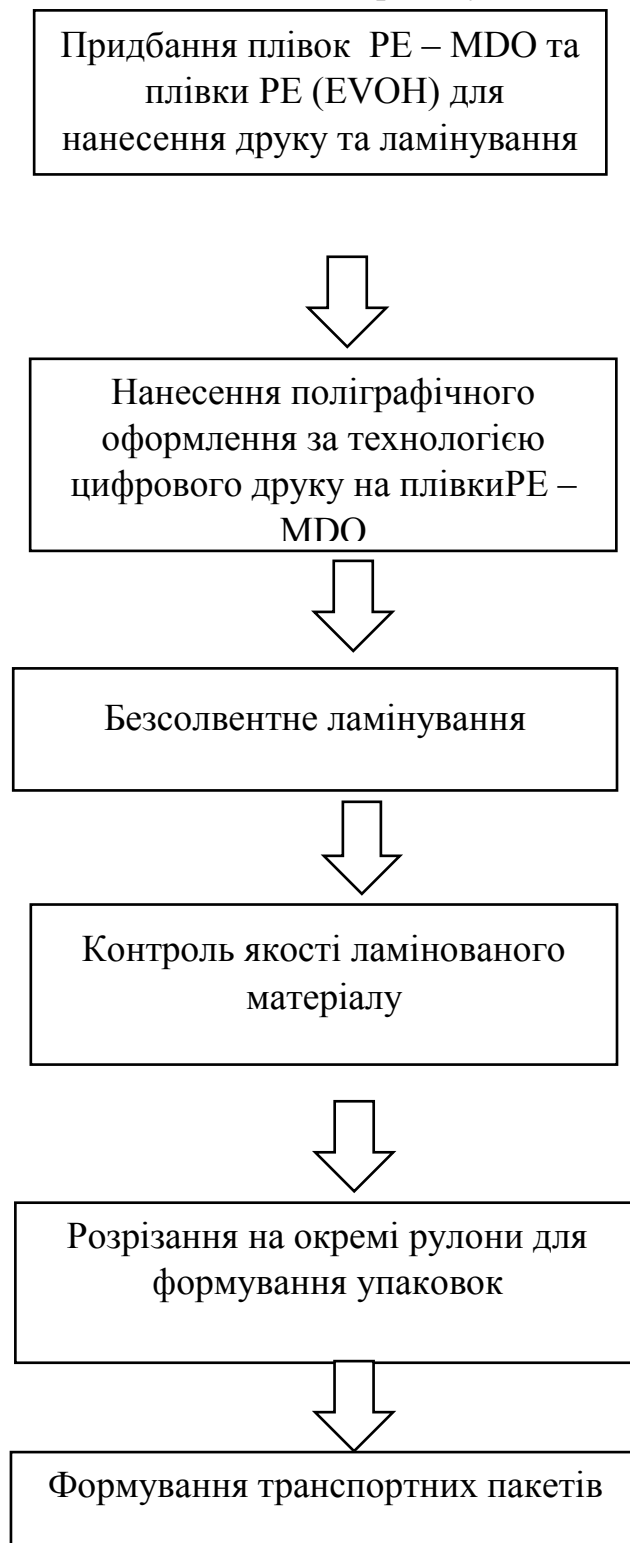 Придбання плівок PE – MDO та
плівки PE (EVOH) для
нанесення друку та ламінування
Нанесення поліграфічного
оформлення за технологією
цифрового друку на плівкиPE –
MDO
Безсолвентне ламінування
Контроль якості ламінованого
матеріалу
Розрізання на окремі рулони для
формування упаковок
Формування транспортних пакетів